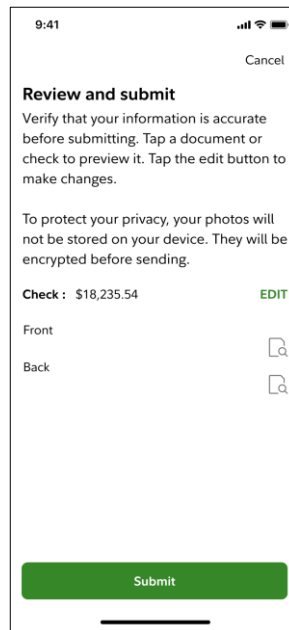 9:41
Cancel
Review and submit
Verify that your information is accurate
before submitting. Tap a document or
check to preview it. Tap the edit button to
make changes.
To protect your privacy, your photos will
not be stored on your device. They will be
encrypted before sending.
Check : $18,235.54 EDIT
Front
Back
Submit